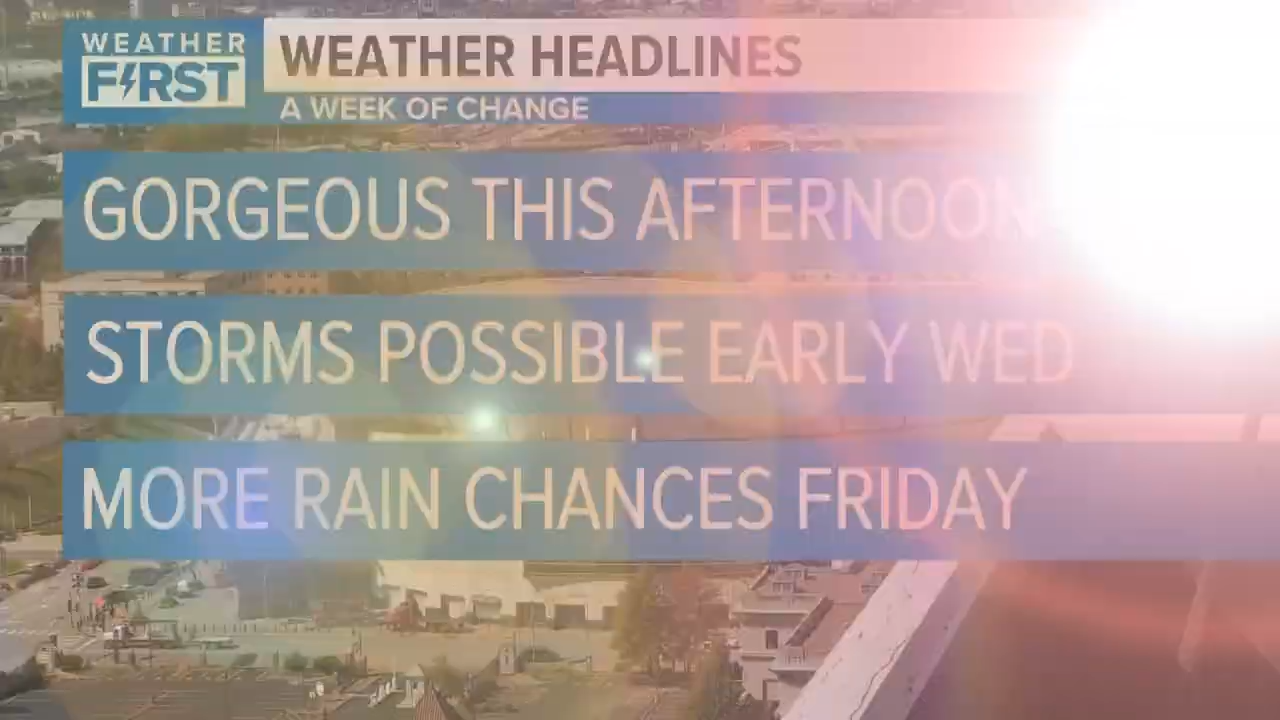 WEATHER
FIRST
WEATHER HEADLINES
A WEEK OF CHANGE
GORGEOUS THIS AFTERNOON
STORMS POSSIBLE EARLY WED
MORE RAIN CHANCES FRIDAY